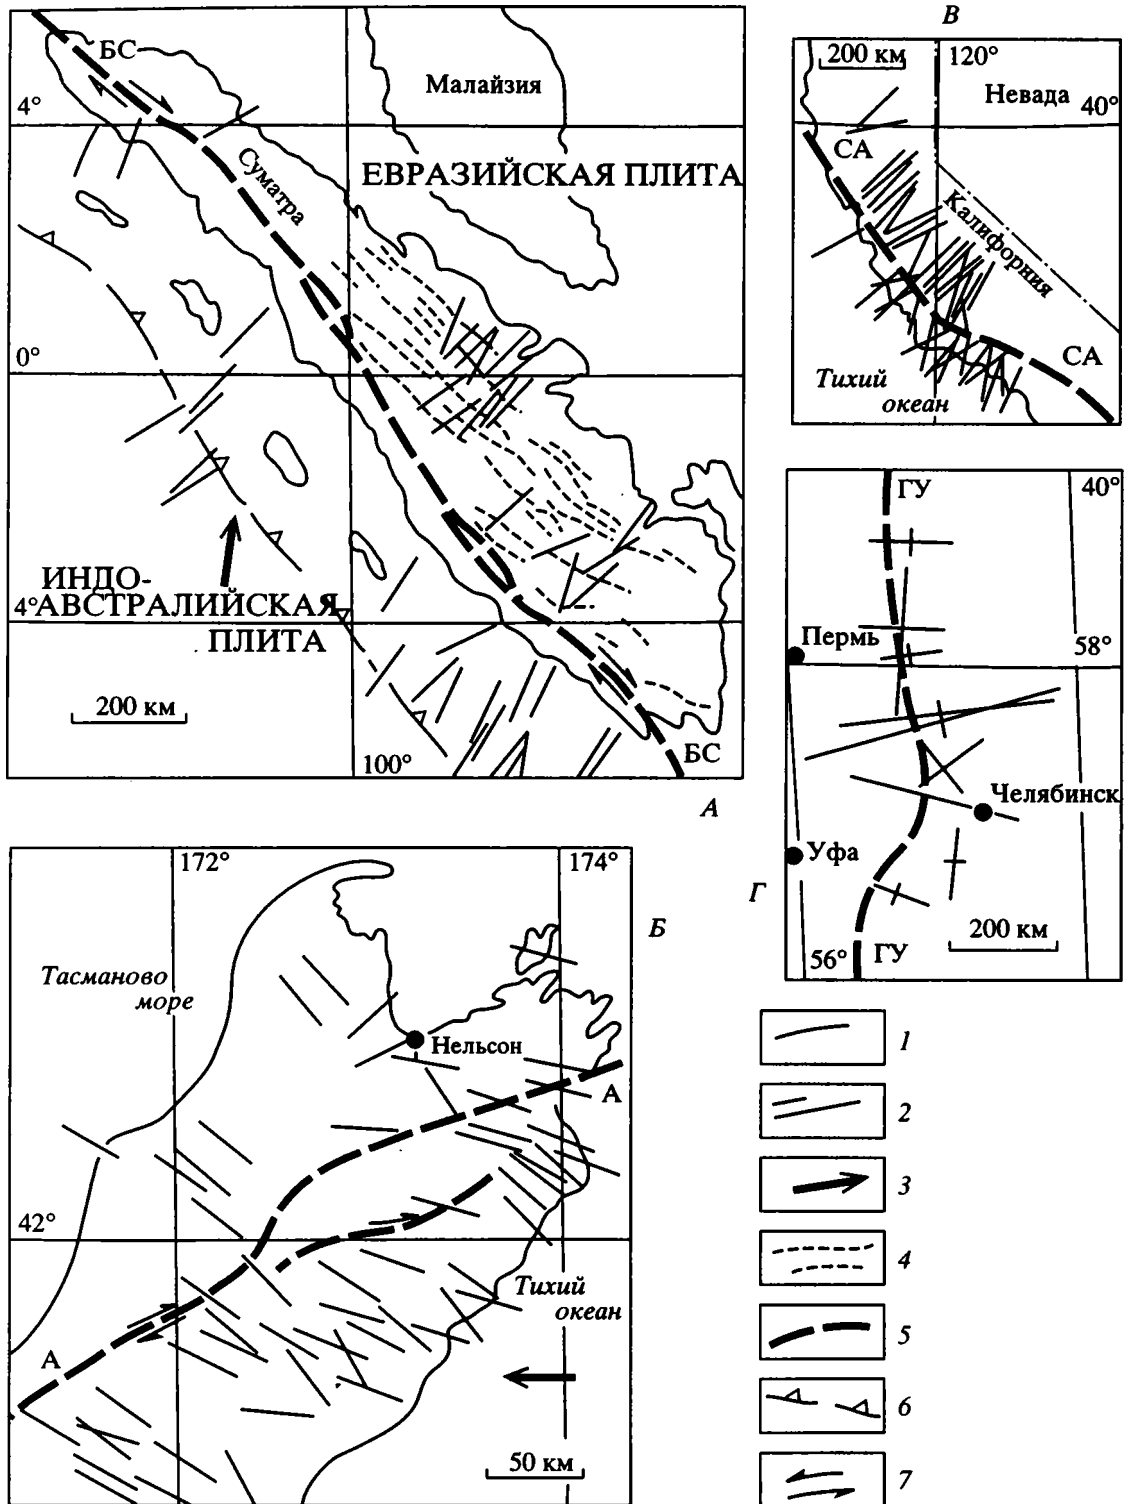 БС
Малайзия
4°
Суматра
ЕВРАЗИЙСКАЯ ПЛИТА
0°
ИНДО-
4° АВСТРАЛИЙСКАЯ
ПЛИТА
200 км
100°
БС
А
В
200 км
120°
Невада
40°
СА
Калифорния
СА
Тихий
океан
ГУ
40°
Пермь
58°
Челябинск
Уфа
Г
200 км
56°
ГУ
172°
174°
Б
Тасманово
море
Нельсон
А
42°
Тихий
океан
А
50 км
1
2
3
4
5
6
7